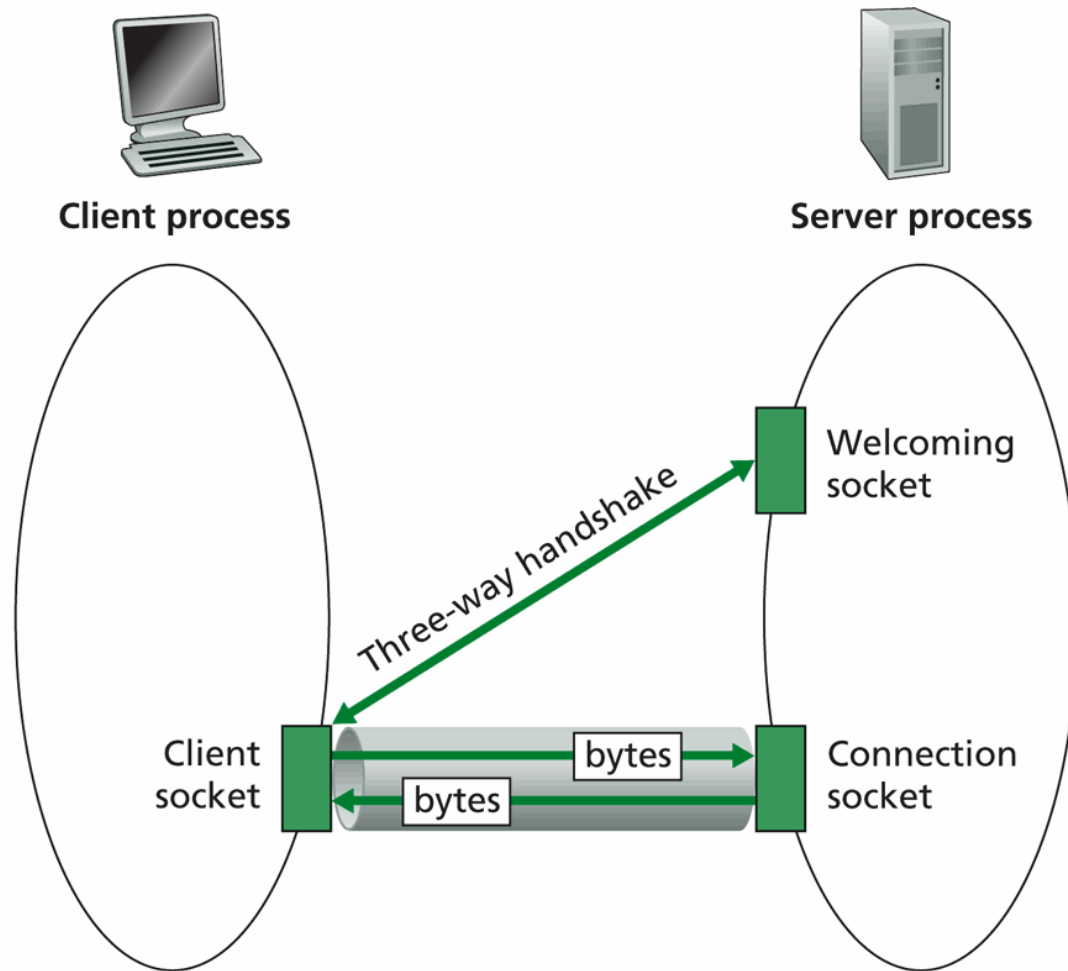 Client process
Server process
Welcoming
socket
Three-way handshake
Client
socket
bytes
bytes
Connection
socket